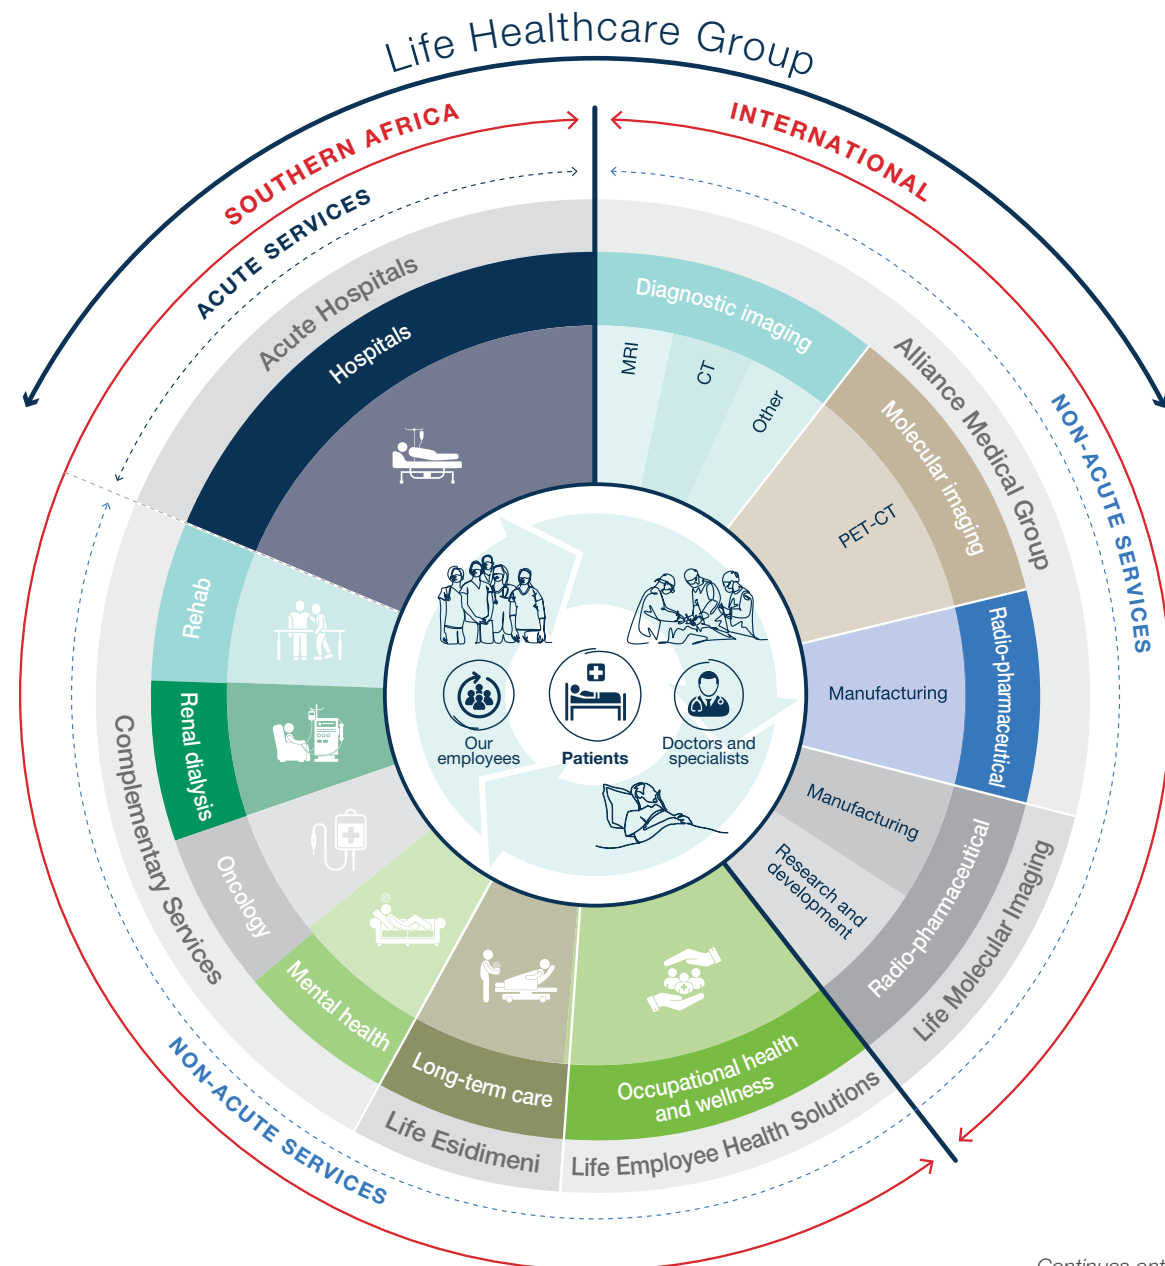 Life Healthcare Group
SOUTHERN AFRICA
INTERNATIONAL
ACUTE SERVICES
NON-ACUTE SERVICES
Acute Hospitals
Hospitals
Diagnostic imaging
MRI
CT
Other
Alliance Medical Group
Molecular imaging
PET-CT
Radio-pharmaceutical
Manufacturing
Manufacturing
Research and
development
Radio-pharmaceutical
Life Molecular Imaging
Rehab
Renal dialysis
Oncology
Mental health
Complementary Services
Long-term care
Life Esidimeni
Occupational health
and wellness
Life Employee Health Solutions
NON-ACUTE SERVICES
Our
employees
Patients
Doctors and
specialists
Continues